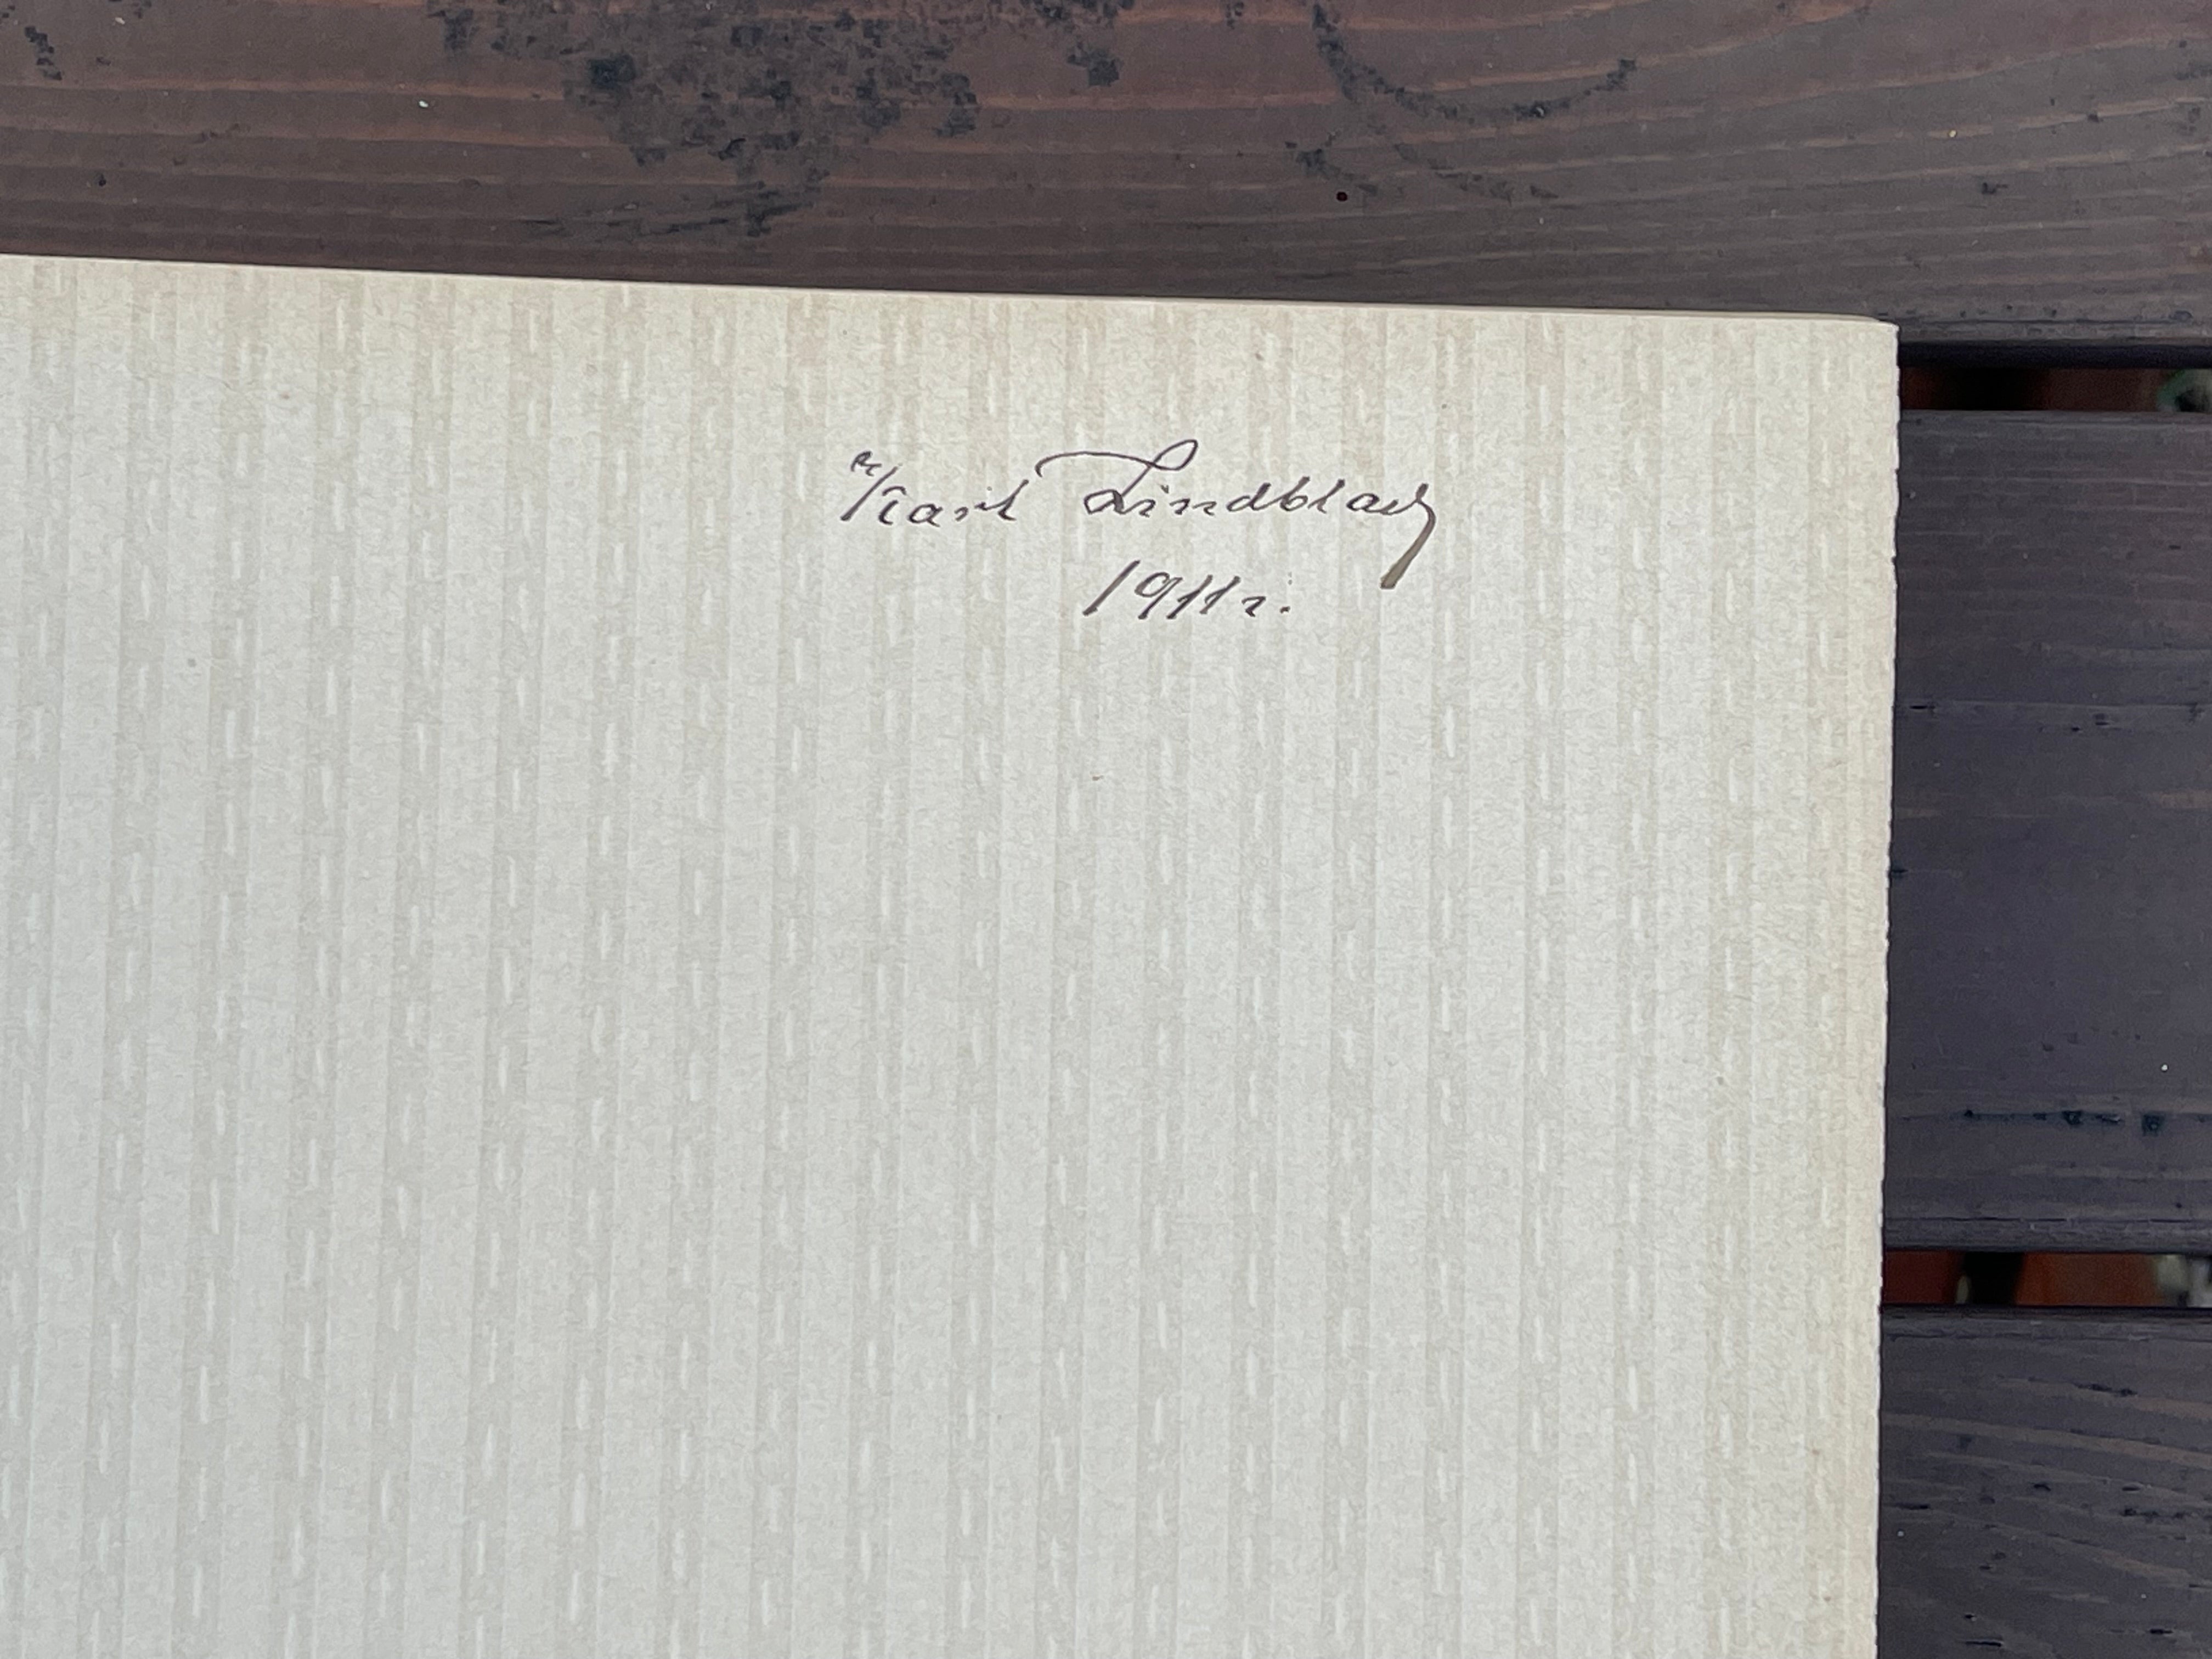 Karl Lindblad
1911 г.